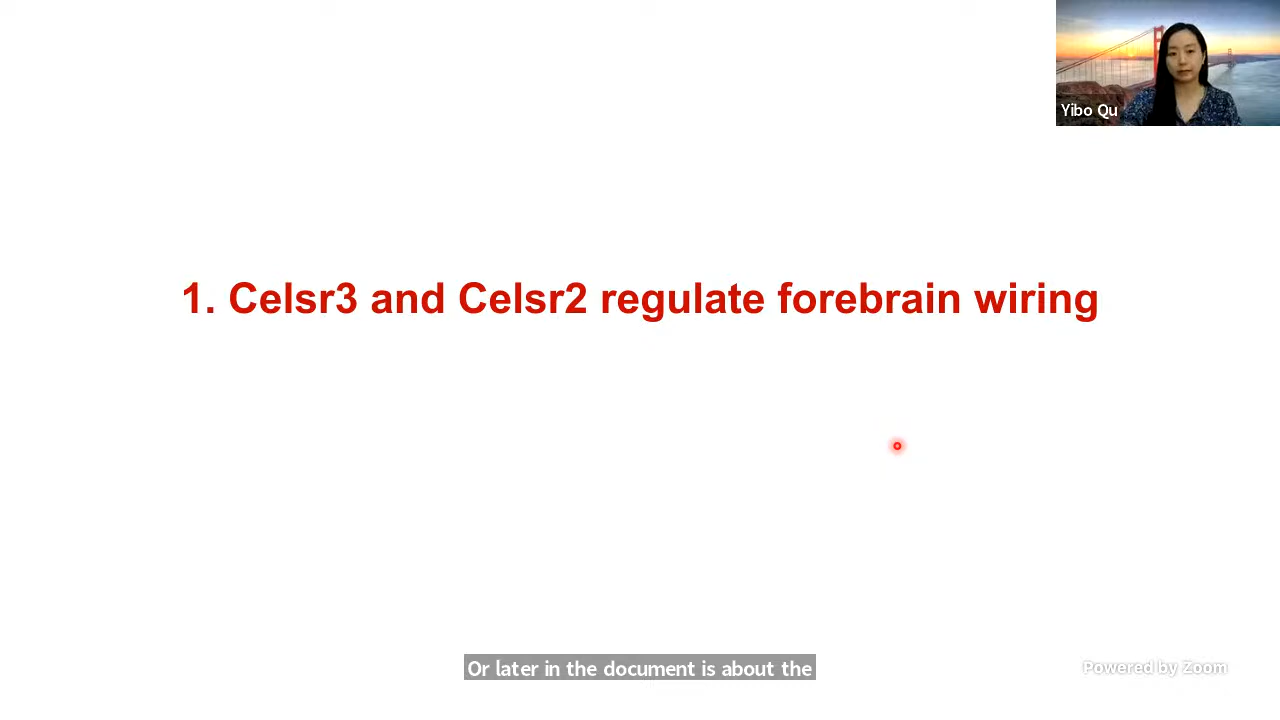 Yibo Qu
1. Celsr3 and Celsr2 regulate forebrain wiring
Or later in the document is about the
Powered by Zoom